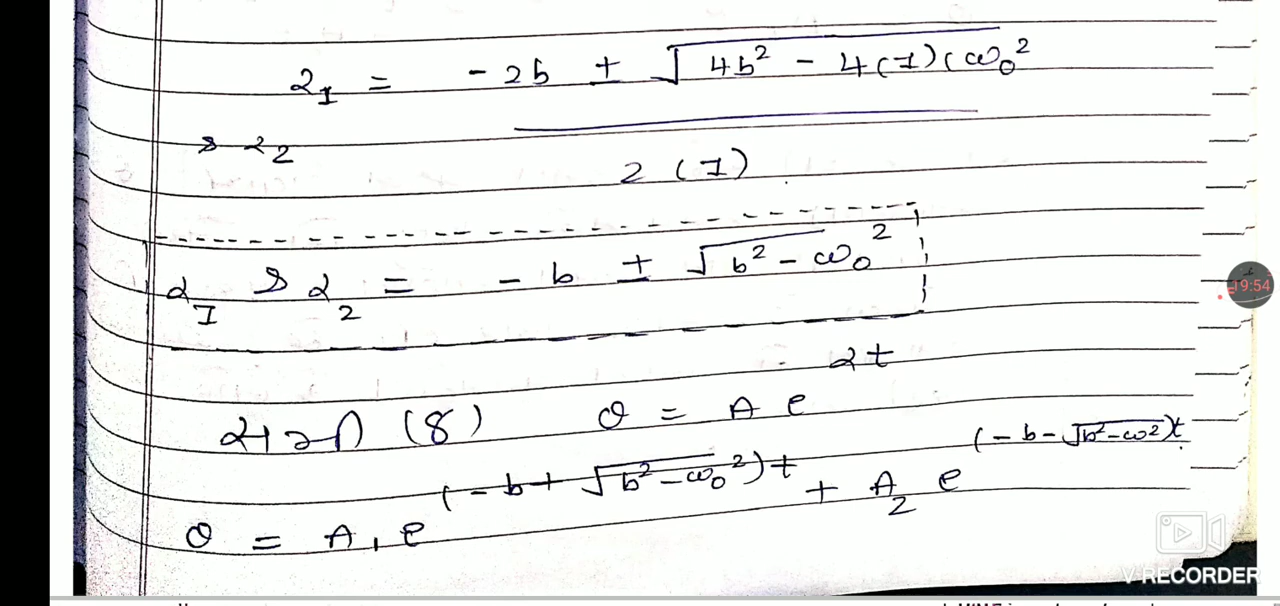 α₁ = - 2b ± √4b² - 4(1)(ω₀²
& α₂
2 (1)
α₁ & α₂ = - b ± √b² - ω₀²
(8) θ = A e^αt
θ = A₁ e^(-b+√b²-ω₀²)t + A₂ e^(-b-√b²-ω²)t
19:54
V RECORDER